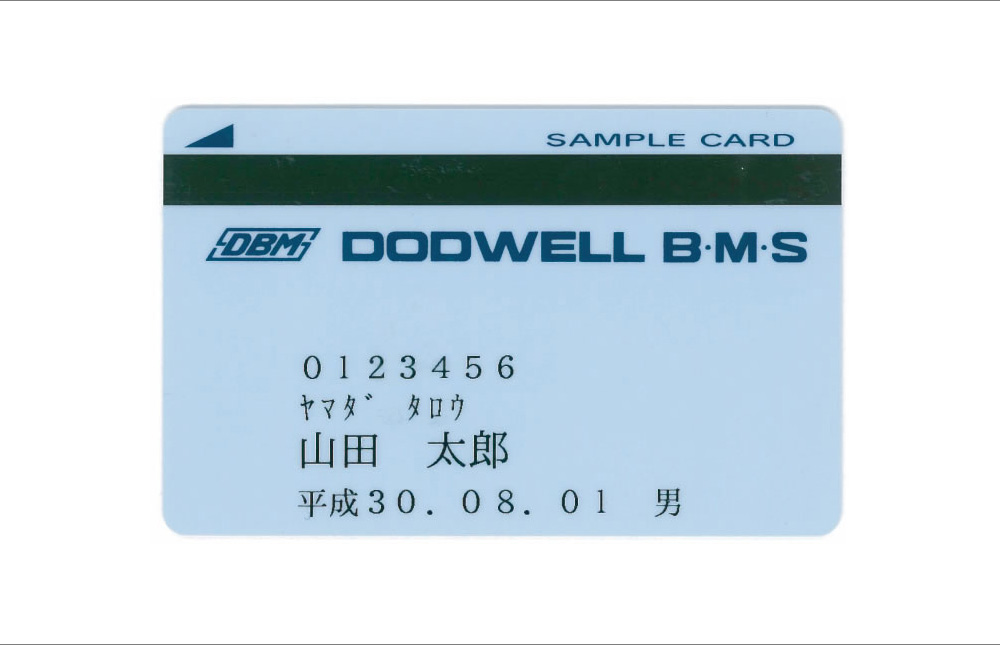 SAMPLE CARD
DBM DODWELL B·M·S
0123456
ﾔﾏﾀﾞ ﾀﾛｳ
山田　太郎
平成30．08．01　男